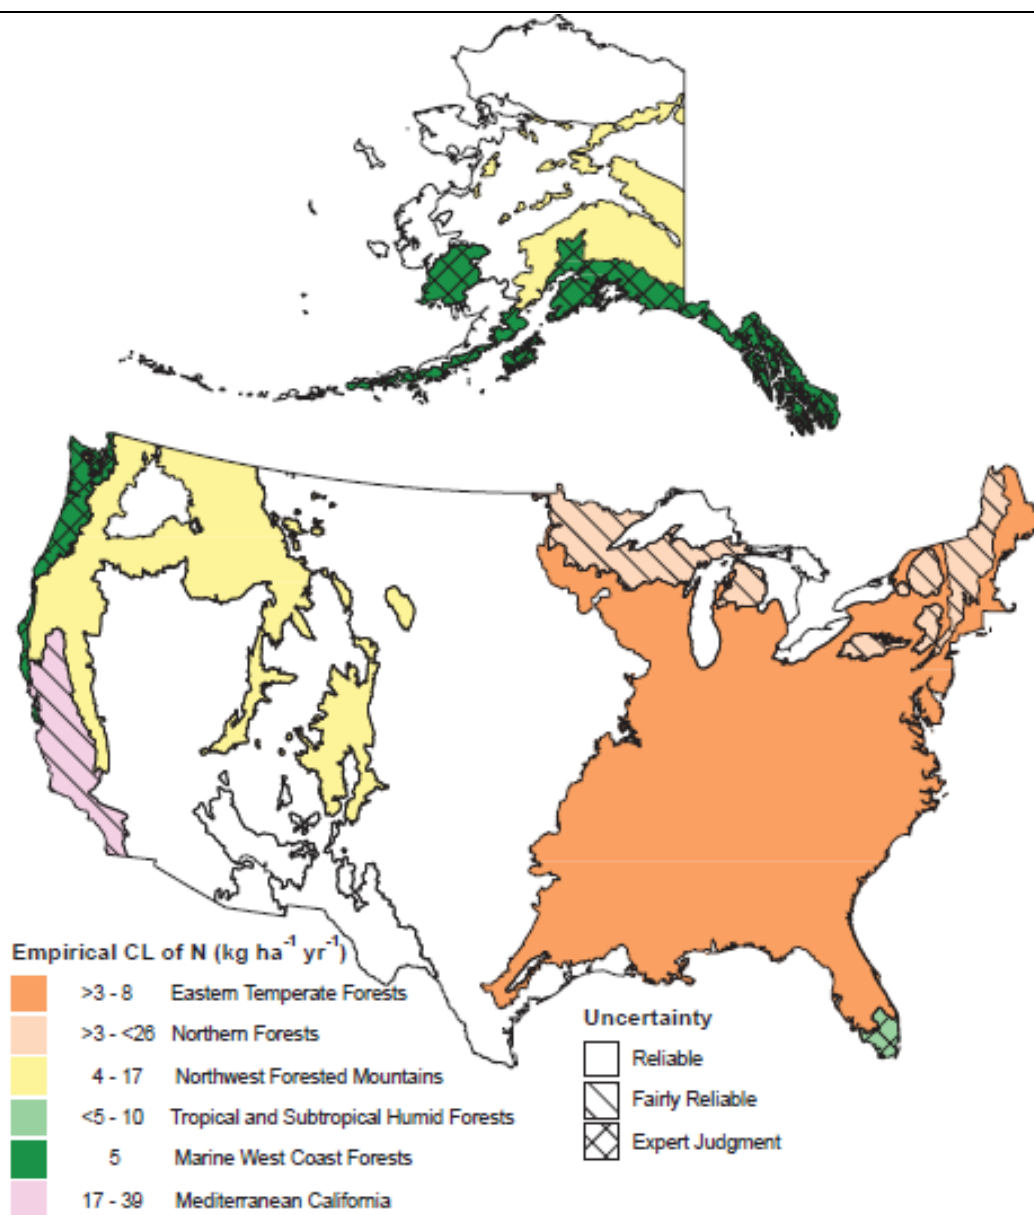 Empirical CL of N (kg ha⁻¹ yr⁻¹)
>3 - 8 Eastern Temperate Forests
>3 - <26 Northern Forests
4 - 17 Northwest Forested Mountains
<5 - 10 Tropical and Subtropical Humid Forests
5 Marine West Coast Forests
17 - 39 Mediterranean California
Uncertainty
Reliable
Fairly Reliable
Expert Judgment